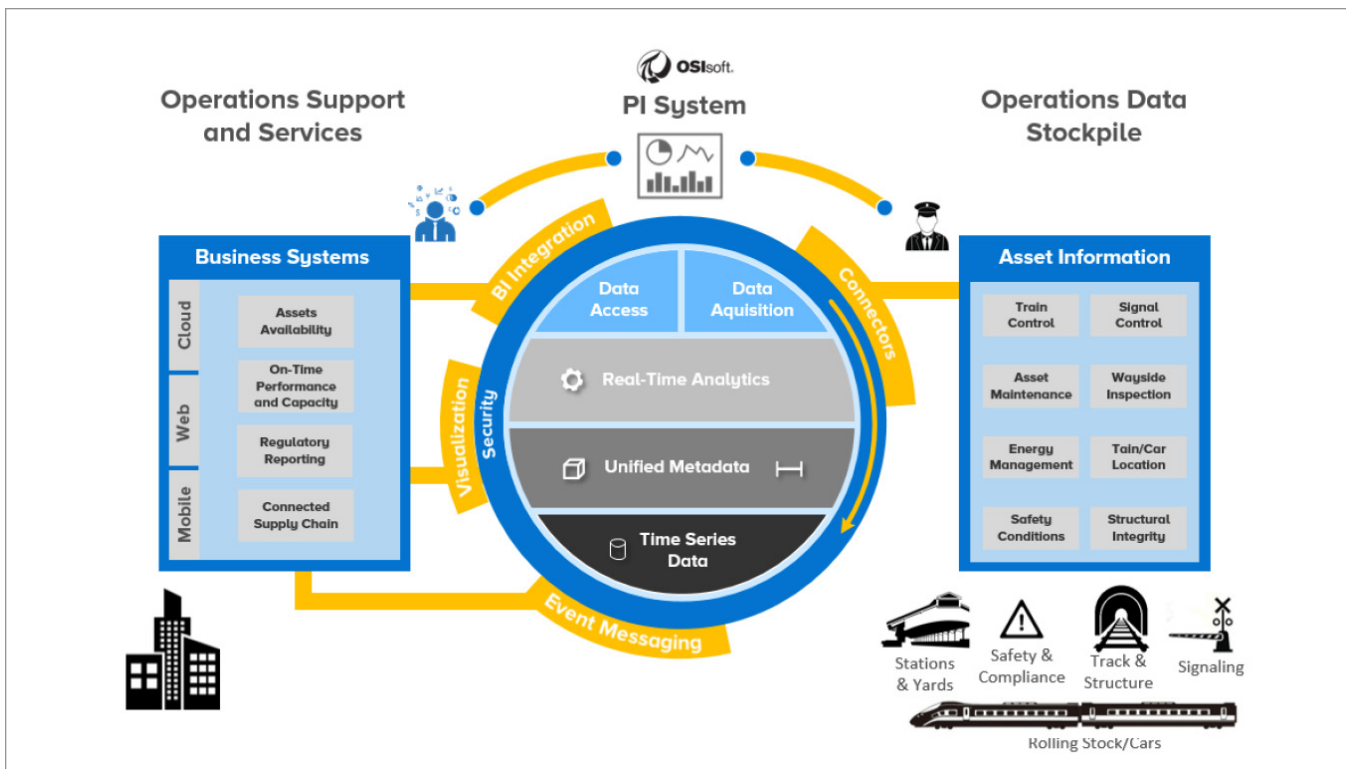 OSIsoft.
PI System
Operations Support
and Services
Operations Data
Stockpile
Business Systems
Cloud
Web
Mobile
Assets
Availability
On-Time
Performance
and Capacity
Regulatory
Reporting
Connected
Supply Chain
BI Integration
Visualization
Event Messaging
Connectors
Security
Data
Access
Data
Aquisition
Real-Time Analytics
Unified Metadata
Time Series
Data
Asset Information
Train
Control
Signal
Control
Asset
Maintenance
Wayside
Inspection
Energy
Management
Tain/Car
Location
Safety
Conditions
Structural
Integrity
Stations
& Yards
Safety &
Compliance
Track &
Structure
Signaling
Rolling Stock/Cars